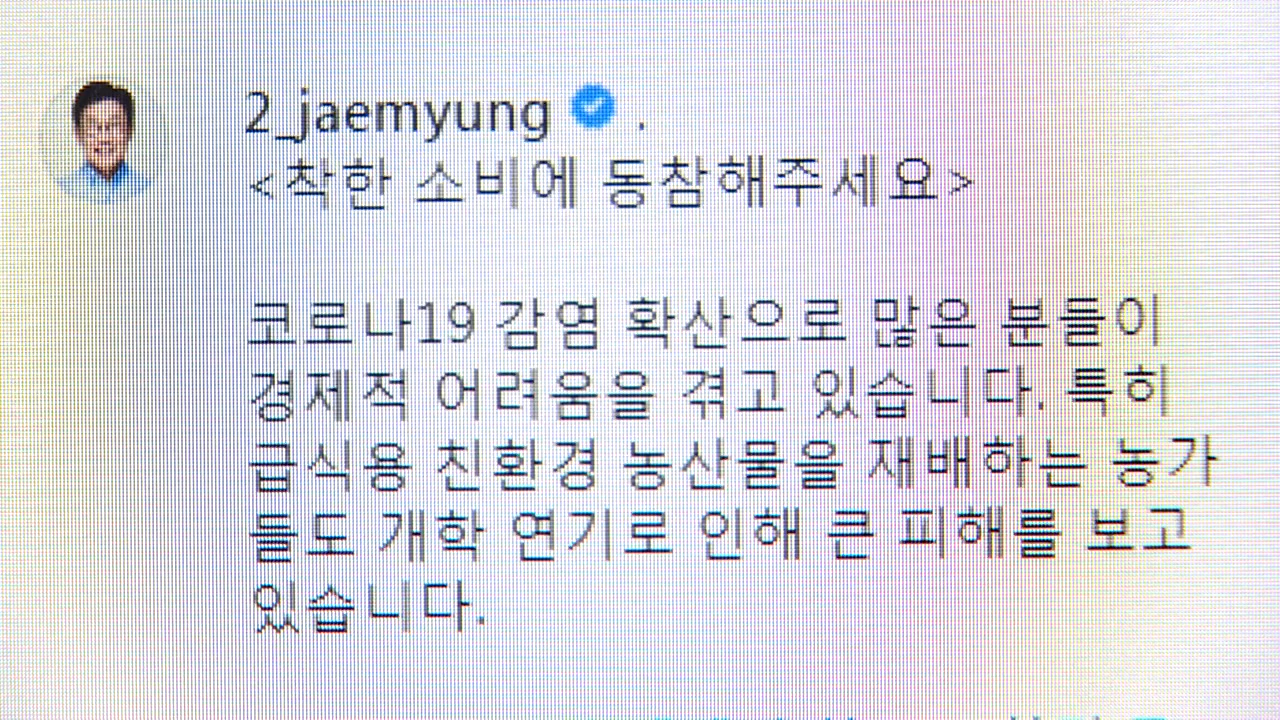 2_jaemyung .
<착한 소비에 동참해주세요>
코로나19 감염 확산으로 많은 분들이
경제적 어려움을 겪고 있습니다. 특히
급식용 친환경 농산물을 재배하는 농가
들도 개학 연기로 인해 큰 피해를 보고
있습니다.